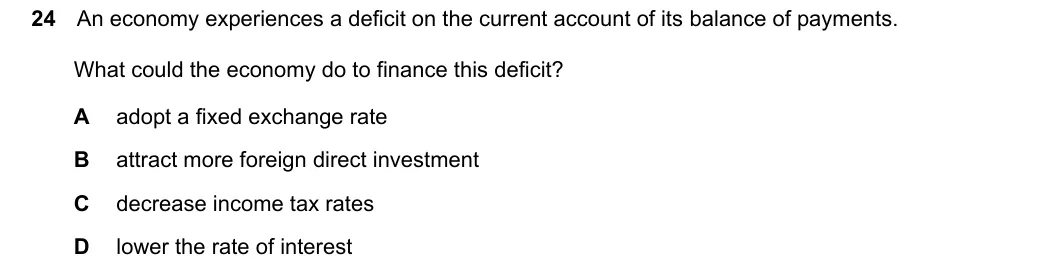 24 An economy experiences a deficit on the current account of its balance of payments.
What could the economy do to finance this deficit?
A adopt a fixed exchange rate
B attract more foreign direct investment
C decrease income tax rates
D lower the rate of interest